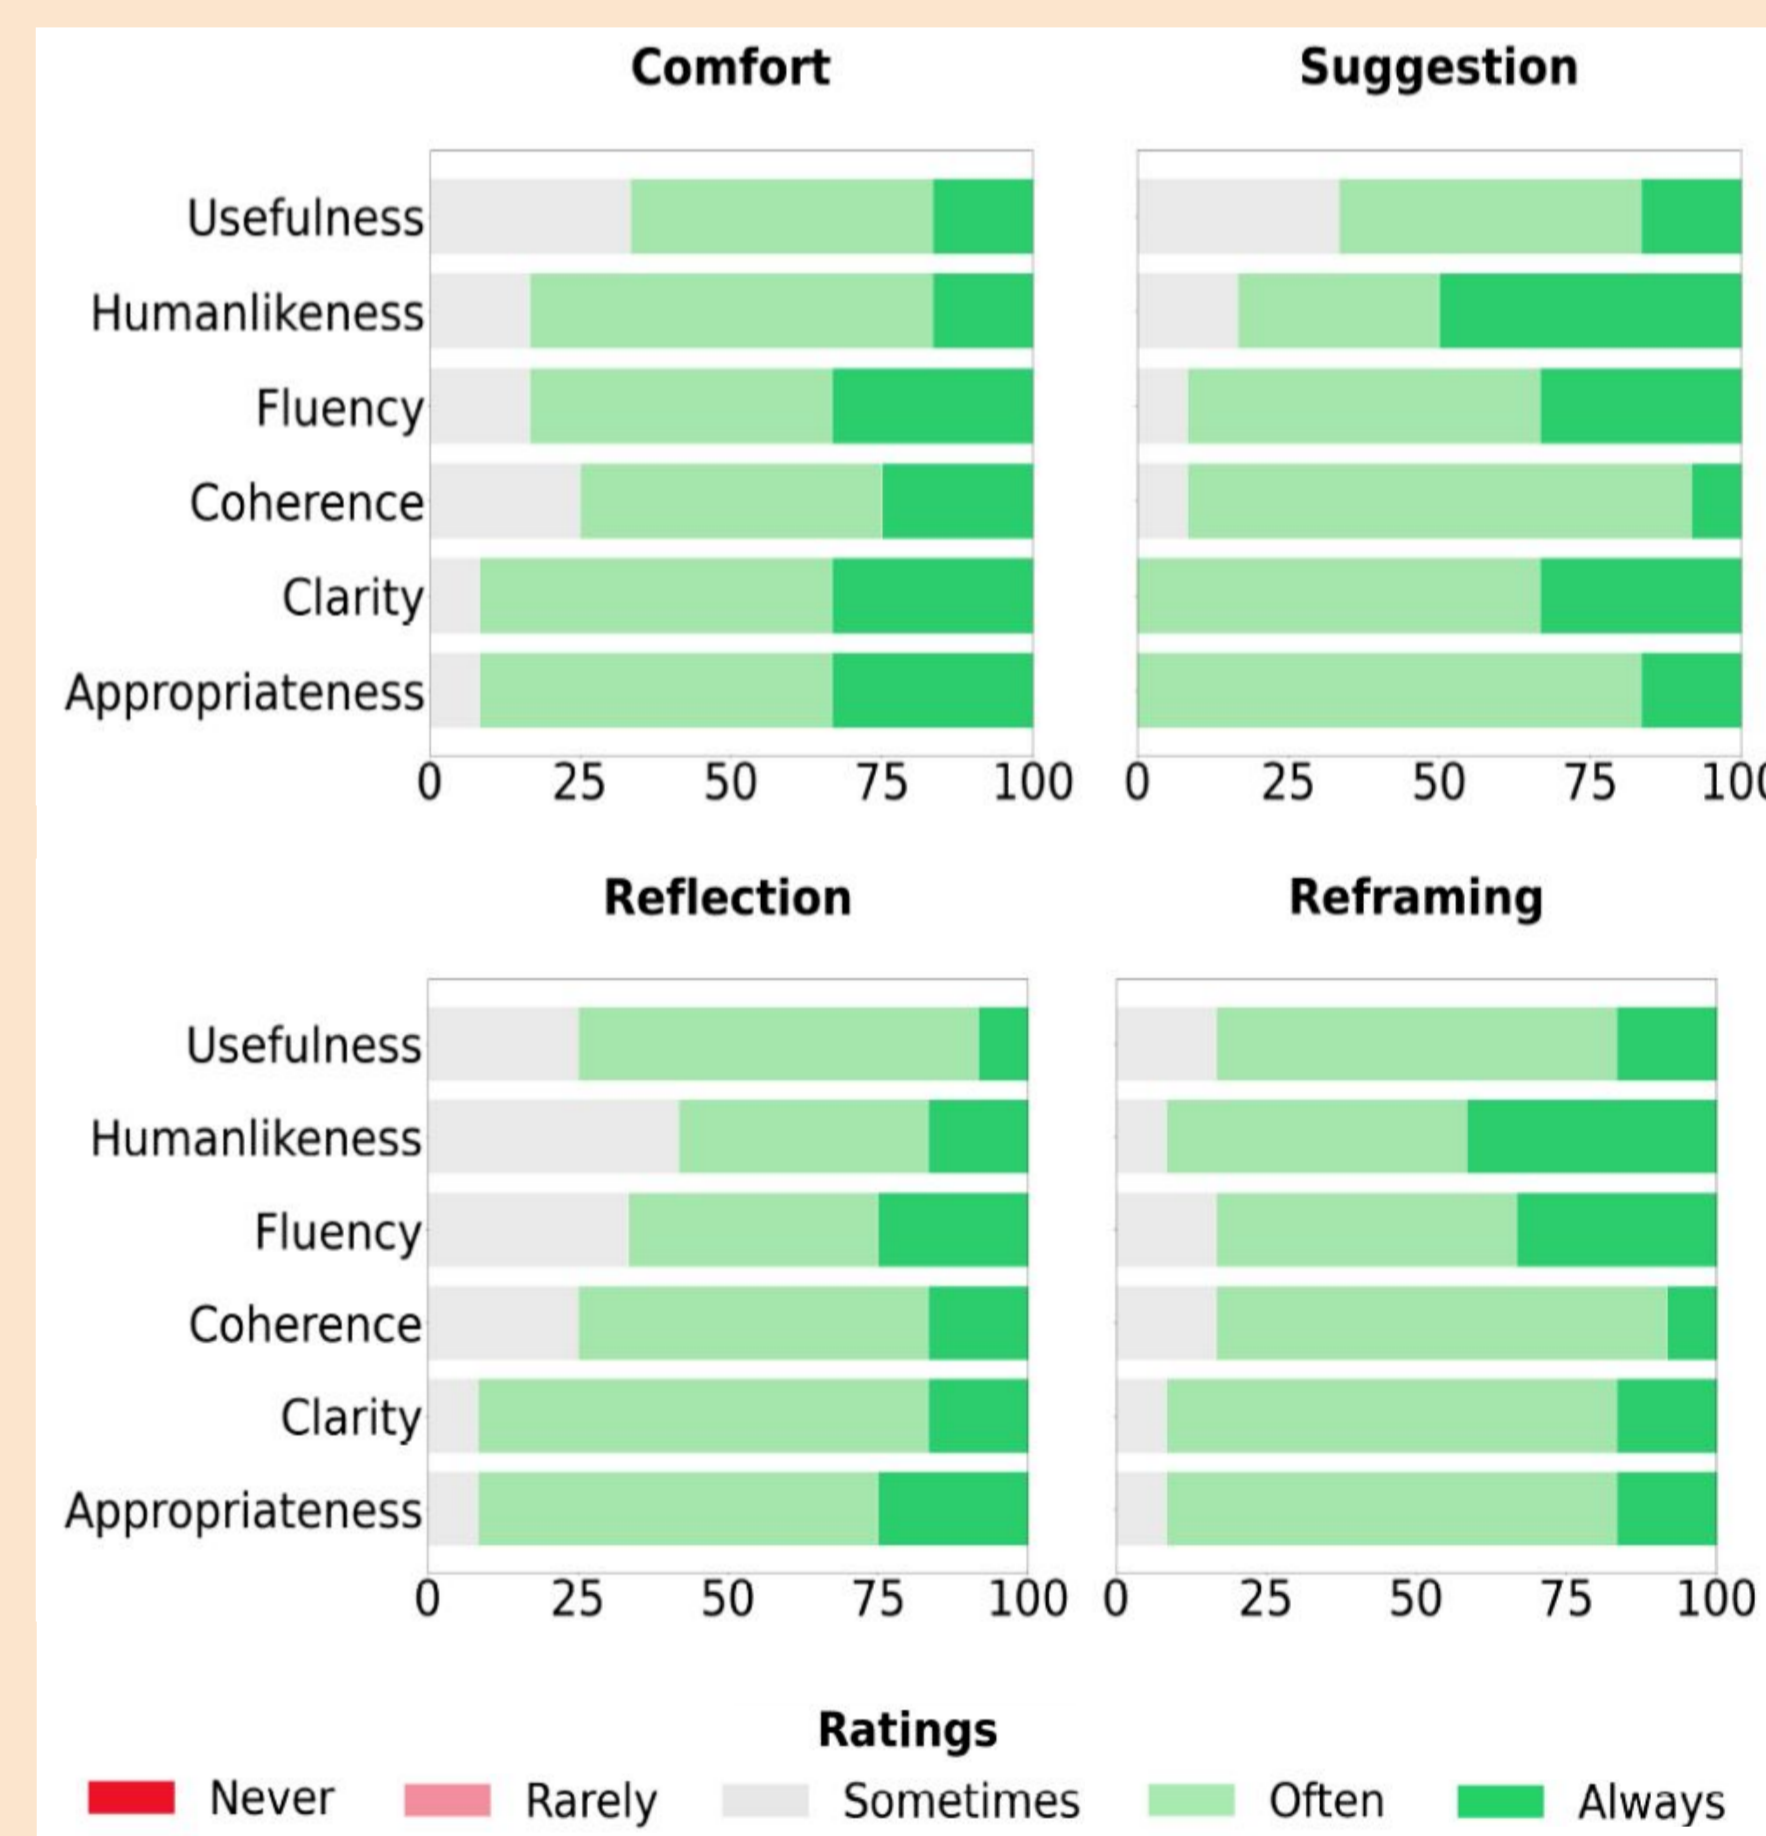 Comfort
Suggestion
Usefulness
Humanlikeness
Fluency
Coherence
Clarity
Appropriateness
0 25 50 75 100 0 25 50 75 100
Reflection
Reframing
Usefulness
Humanlikeness
Fluency
Coherence
Clarity
Appropriateness
0 25 50 75 100 0 25 50 75 100
Ratings
Never Rarely Sometimes Often Always